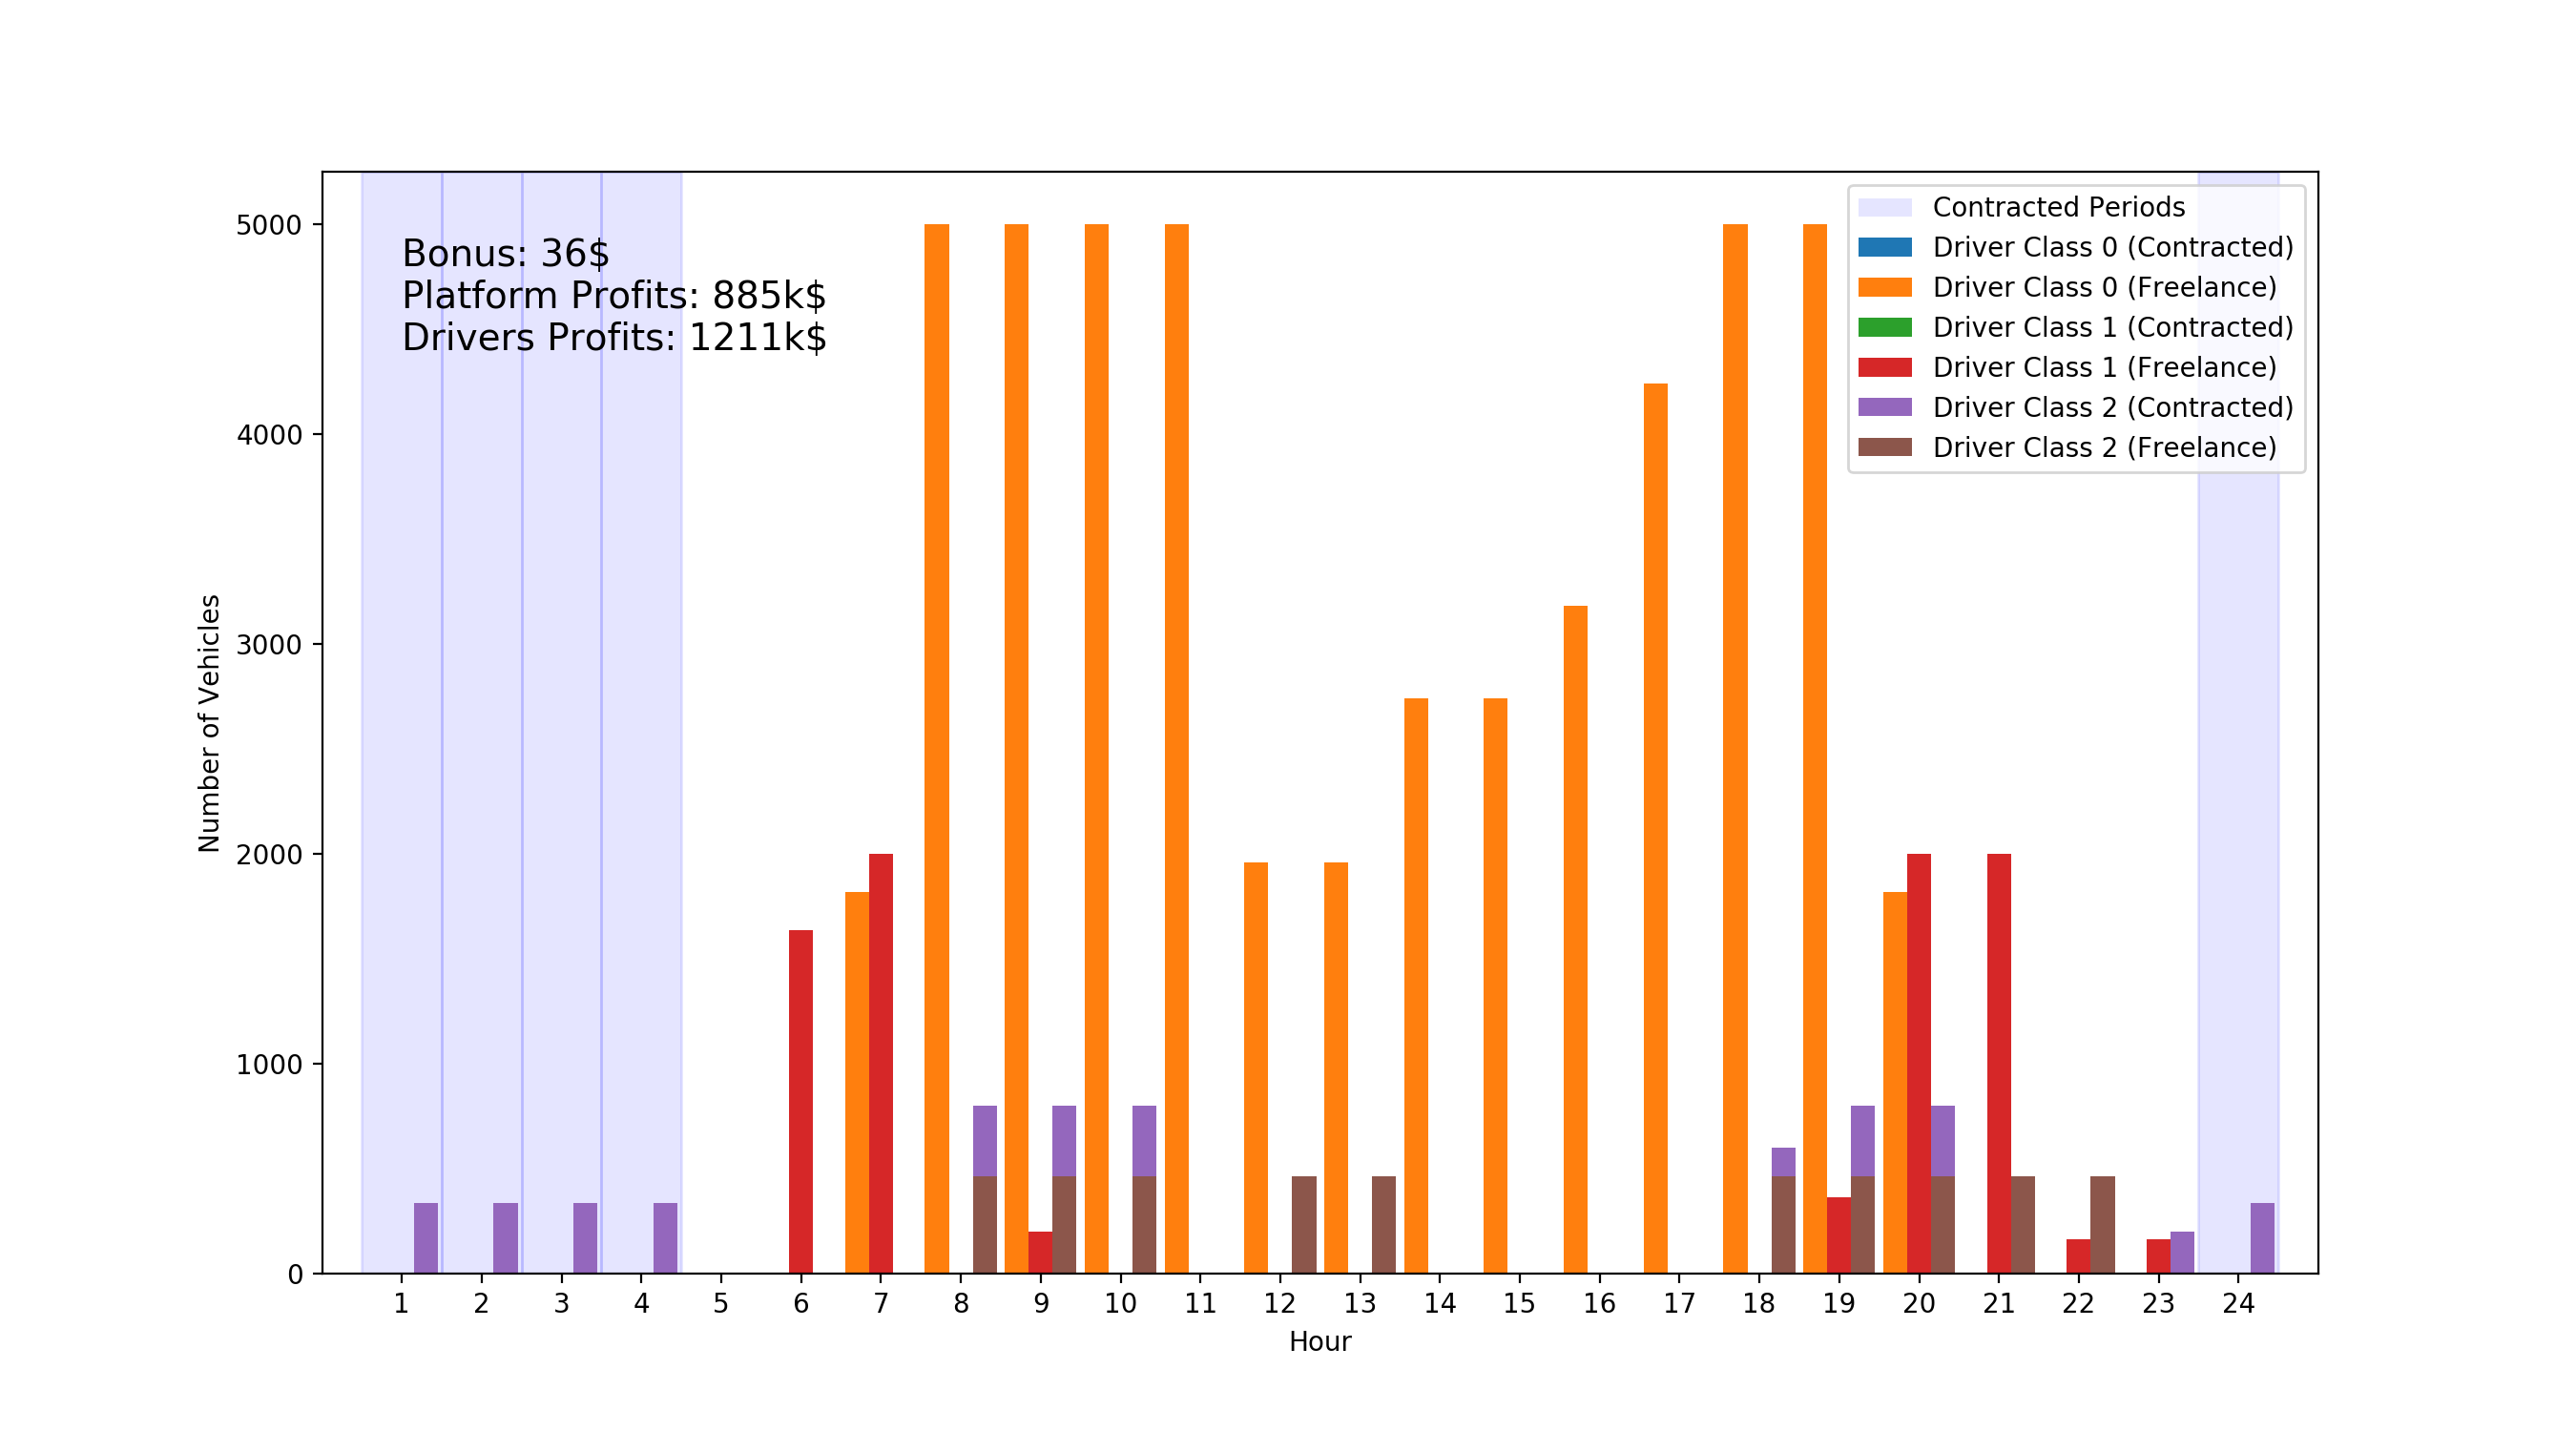 Bonus: 36$
Platform Profits: 885k$
Drivers Profits: 1211k$
Contracted Periods
Driver Class 0 (Contracted)
Driver Class 0 (Freelance)
Driver Class 1 (Contracted)
Driver Class 1 (Freelance)
Driver Class 2 (Contracted)
Driver Class 2 (Freelance)
Number of Vehicles
5000
4000
3000
2000
1000
0
1 2 3 4 5 6 7 8 9 10 11 12 13 14 15 16 17 18 19 20 21 22 23 24
Hour